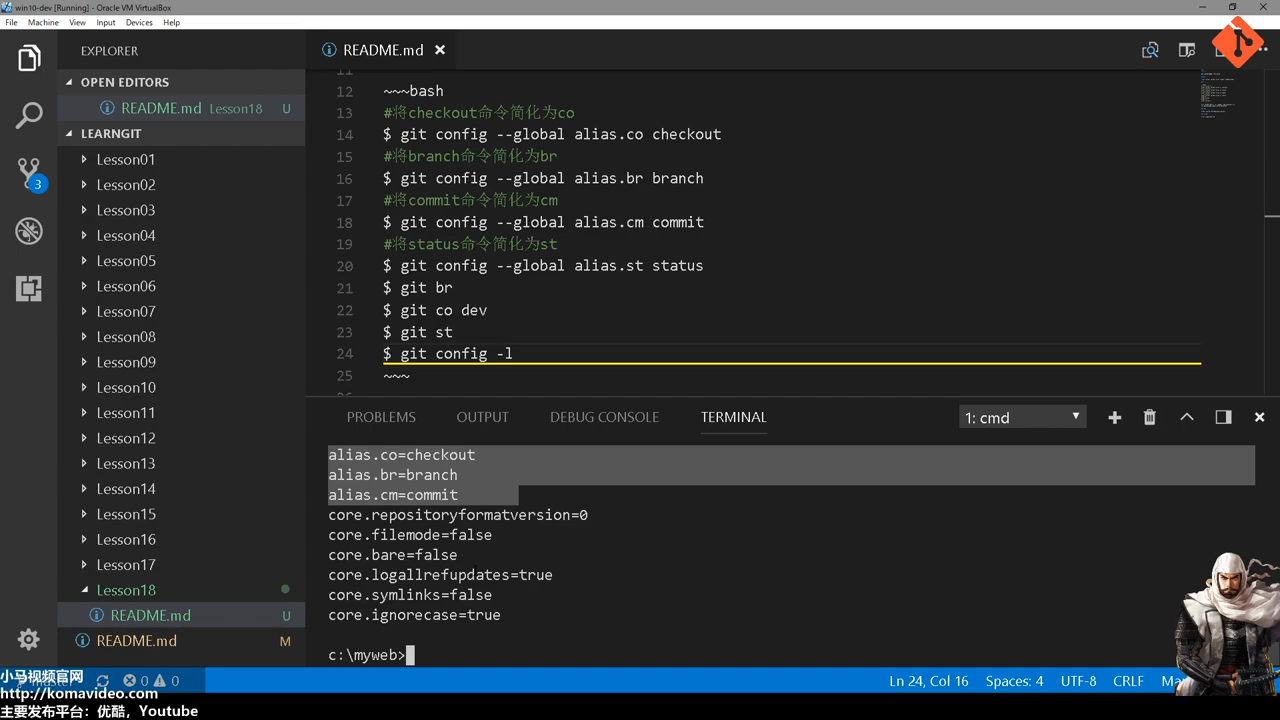 win10-dev [Running] - Oracle VM VirtualBox
File Machine View Input Devices Help
EXPLORER
OPEN EDITORS
README.md Lesson18 U
LEARNGIT
Lesson01
Lesson02
Lesson03
3
Lesson04
Lesson05
Lesson06
Lesson07
Lesson08
Lesson09
Lesson10
Lesson11
Lesson12
Lesson13
Lesson14
Lesson15
Lesson16
Lesson17
Lesson18
README.md U
README.md M
README.md
11
12 ~~~bash
13 #将checkout命令简化为co
14 $ git config --global alias.co checkout
15 #将branch命令简化为br
16 $ git config --global alias.br branch
17 #将commit命令简化为cm
18 $ git config --global alias.cm commit
19 #将status命令简化为st
20 $ git config --global alias.st status
21 $ git br
22 $ git co dev
23 $ git st
24 $ git config -l
25 ~~~
PROBLEMS OUTPUT DEBUG CONSOLE TERMINAL 1: cmd
alias.co=checkout
alias.br=branch
alias.cm=commit
core.repositoryformatversion=0
core.filemode=false
core.bare=false
core.logallrefupdates=true
core.symlinks=false
core.ignorecase=true
c:\myweb>
0 0 Ln 24, Col 16 Spaces: 4 UTF-8 CRLF
小马视频官网
http://komavideo.com
主要发布平台：优酷，Youtube